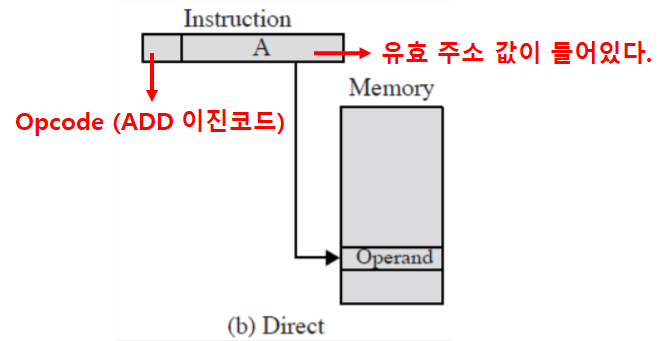 Instruction
A
유효 주소 값이 들어있다.
Opcode (ADD 이진코드)
Memory
Operand
(b) Direct